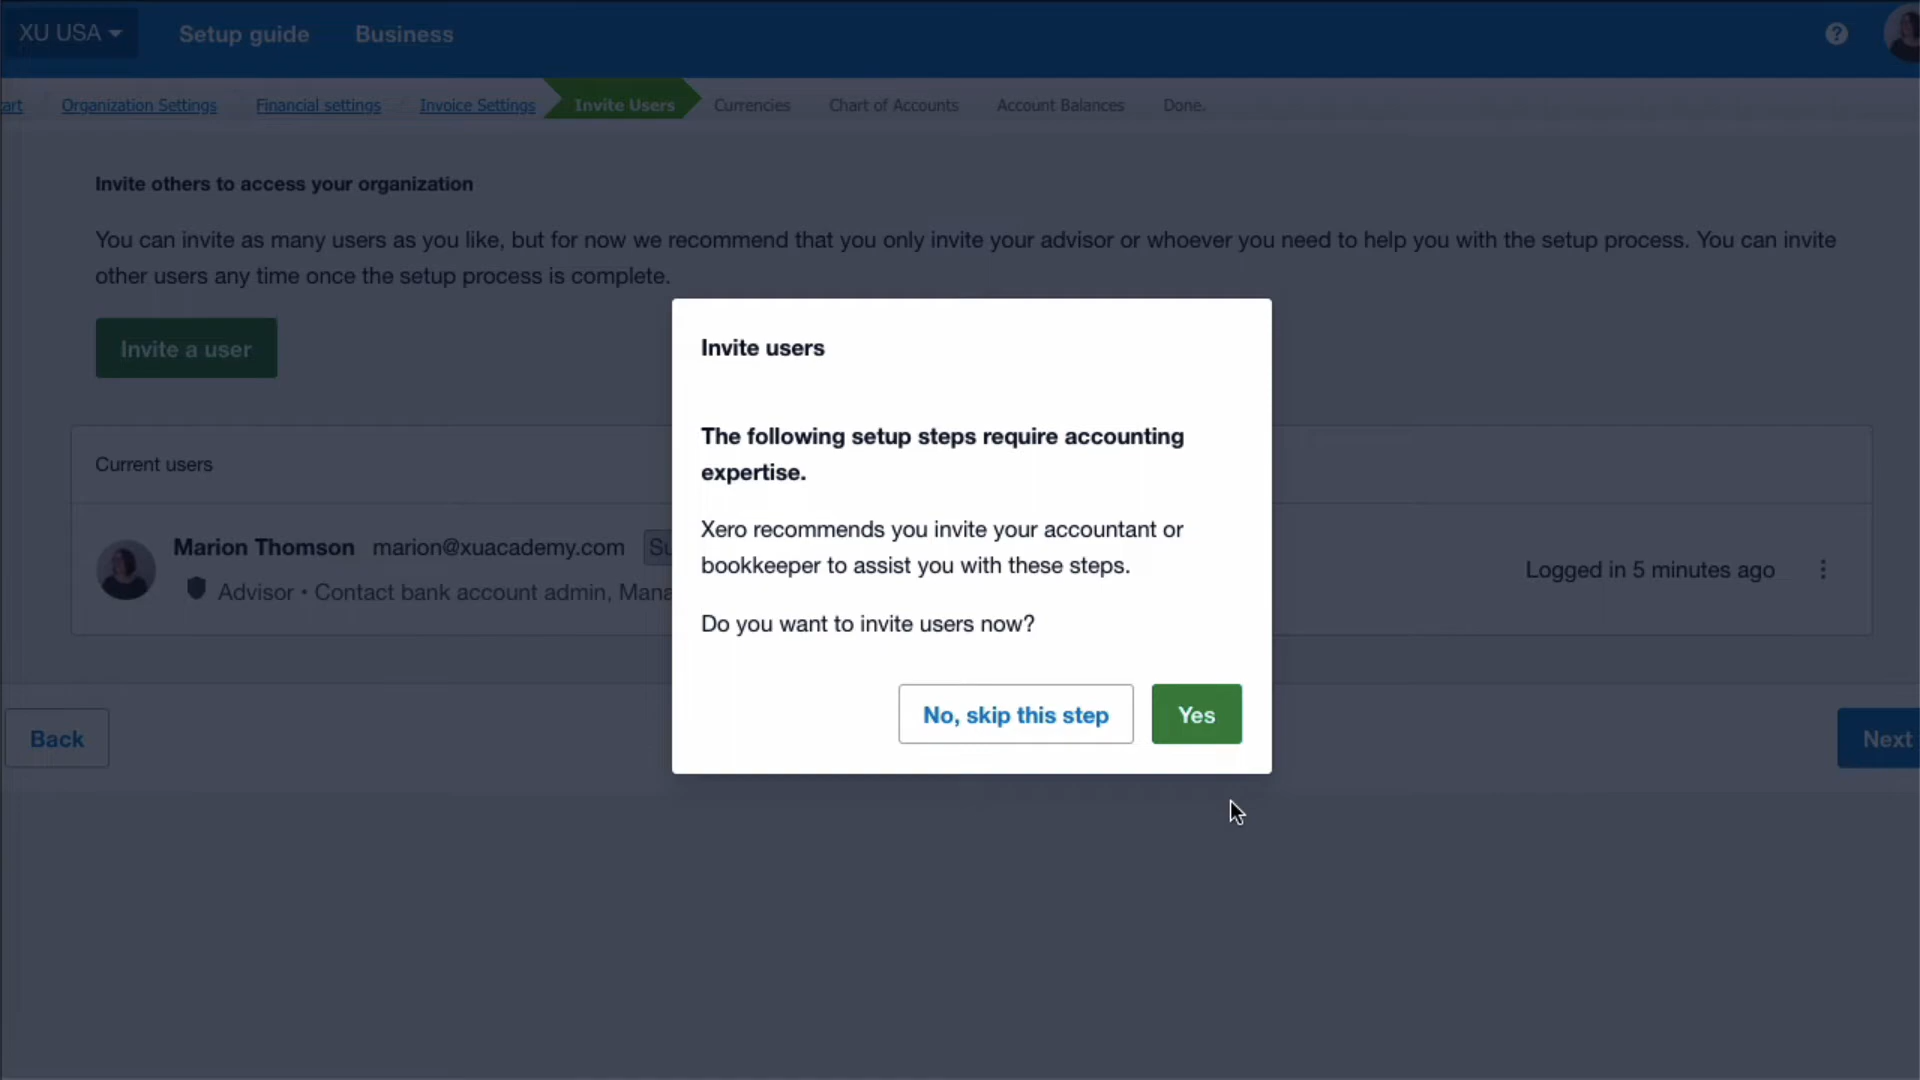 XU USA Setup guide Business ?
art Organization Settings Financial settings Invoice Settings Invite Users Currencies Chart of Accounts Account Balances Done.
Invite others to access your organization
You can invite as many users as you like, but for now we recommend that you only invite your advisor or whoever you need to help you with the setup process. You can invite
other users any time once the setup process is complete.
Invite a user
Current users
Marion Thomson marion@xuacademy.com Su
Advisor • Contact bank account admin, Mana
Logged in 5 minutes ago
Invite users
The following setup steps require accounting
expertise.
Xero recommends you invite your accountant or
bookkeeper to assist you with these steps.
Do you want to invite users now?
No, skip this step Yes
Back Next